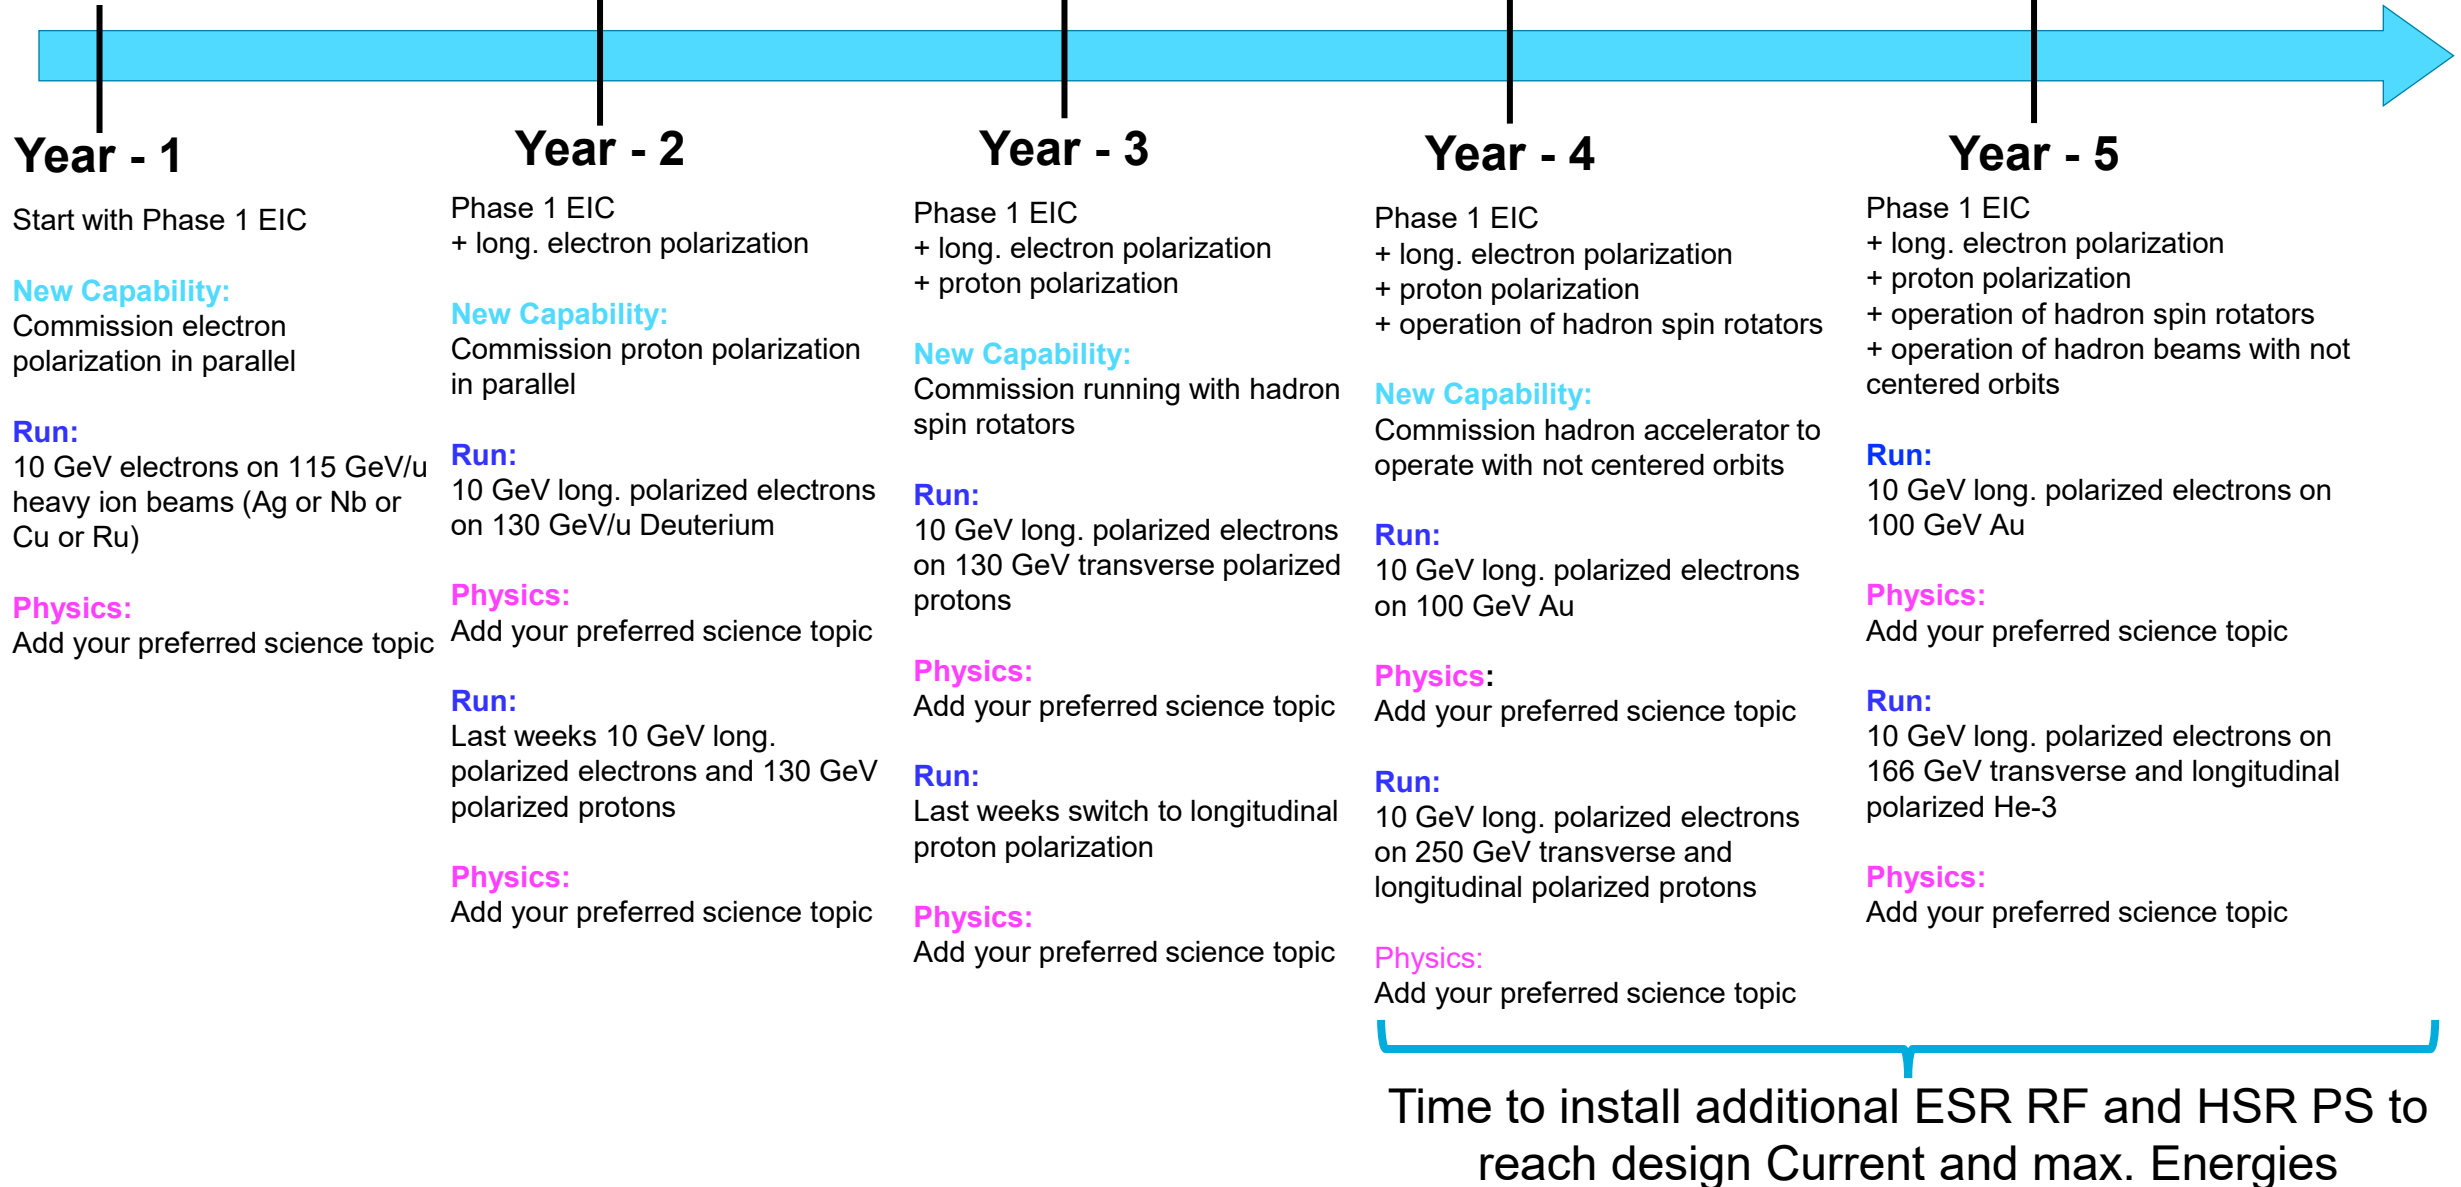 Year - 1
Start with Phase 1 EIC
New Capability:
Commission electron
polarization in parallel
Run:
10 GeV electrons on 115 GeV/u
heavy ion beams (Ag or Nb or
Cu or Ru)
Physics:
Add your preferred science topic
Year - 2
Phase 1 EIC
+ long. electron polarization
New Capability:
Commission proton polarization
in parallel
Run:
10 GeV long. polarized electrons
on 130 GeV/u Deuterium
Physics:
Add your preferred science topic
Run:
Last weeks 10 GeV long.
polarized electrons and 130 GeV
polarized protons
Physics:
Add your preferred science topic
Year - 3
Phase 1 EIC
+ long. electron polarization
+ proton polarization
New Capability:
Commission running with hadron
spin rotators
Run:
10 GeV long. polarized electrons
on 130 GeV transverse polarized
protons
Physics:
Add your preferred science topic
Run:
Last weeks switch to longitudinal
proton polarization
Physics:
Add your preferred science topic
Year - 4
Phase 1 EIC
+ long. electron polarization
+ proton polarization
+ operation of hadron spin rotators
New Capability:
Commission hadron accelerator to
operate with not centered orbits
Run:
10 GeV long. polarized electrons
on 100 GeV Au
Physics:
Add your preferred science topic
Run:
10 GeV long. polarized electrons
on 250 GeV transverse and
longitudinal polarized protons
Physics:
Add your preferred science topic
Year - 5
Phase 1 EIC
+ long. electron polarization
+ proton polarization
+ operation of hadron spin rotators
+ operation of hadron beams with not
centered orbits
Run:
10 GeV long. polarized electrons on
100 GeV Au
Physics:
Add your preferred science topic
Run:
10 GeV long. polarized electrons on
166 GeV transverse and longitudinal
polarized He-3
Physics:
Add your preferred science topic
Time to install additional ESR RF and HSR PS to
reach design Current and max. Energies